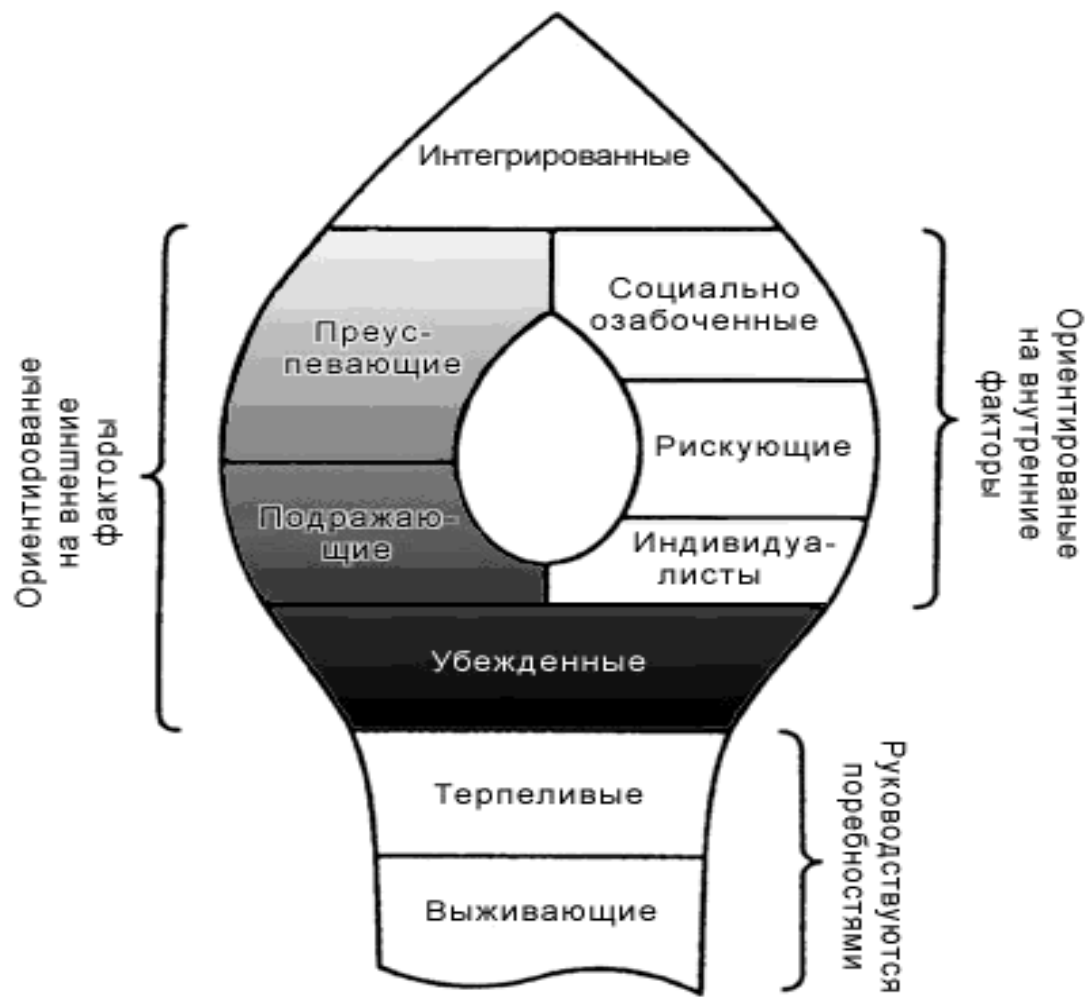 Интегрированные
Ориентированые
на внешние
факторы
Преус-
певающие
Социально
озабоченные
Ориентированые
на внутренние
факторы
Рискующие
Подражаю-
щие
Индивидуа-
листы
Убежденные
Терпеливые
Выживающие
Руководствуются
поребностями